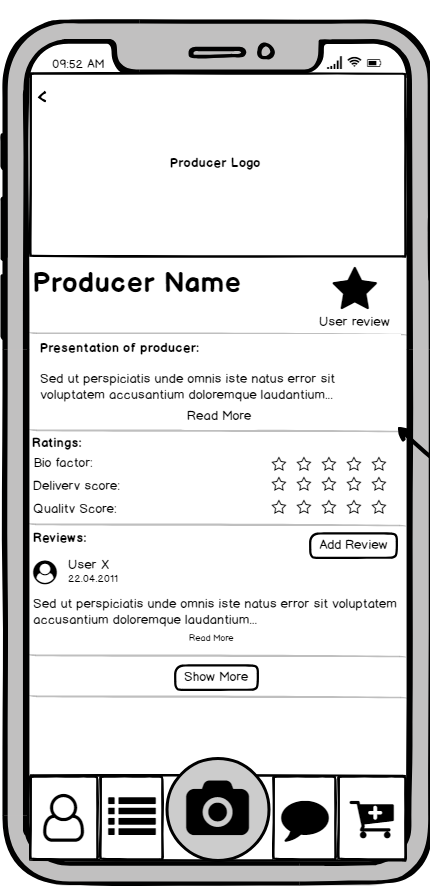 09:52 AM
Producer Logo
Producer Name
User review
Presentation of producer:
Sed ut perspiciatis unde omnis iste natus error sit
voluptatem accusantium doloremque laudantium...
Read More
Ratings:
Bio factor:
Delivery score:
Quality Score:
Reviews:
Add Review
User X
22.04.2011
Sed ut perspiciatis unde omnis iste natus error sit voluptatem
accusantium doloremque laudantium...
Read More
Show More